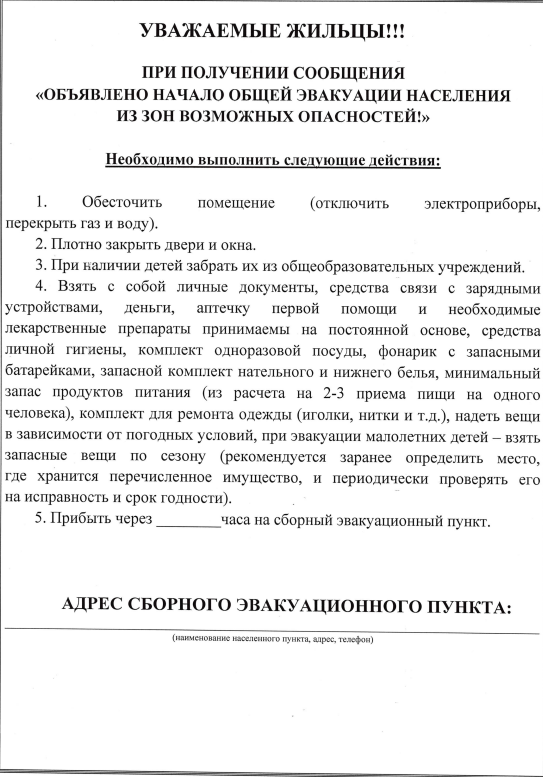 УВАЖАЕМЫЕ ЖИЛЬЦЫ!!!
ПРИ ПОЛУЧЕНИИ СООБЩЕНИЯ
«ОБЪЯВЛЕНО НАЧАЛО ОБЩЕЙ ЭВАКУАЦИИ НАСЕЛЕНИЯ
ИЗ ЗОН ВОЗМОЖНЫХ ОПАСНОСТЕЙ!»
Необходимо выполнить следующие действия:
1. Обесточить помещение (отключить электроприборы,
перекрыть газ и воду).
2. Плотно закрыть двери и окна.
3. При наличии детей забрать их из общеобразовательных учреждений.
4. Взять с собой личные документы, средства связи с зарядными
устройствами, деньги, аптечку первой помощи и необходимые
лекарственные препараты принимаемы на постоянной основе, средства
личной гигиены, комплект одноразовой посуды, фонарик с запасными
батарейками, запасной комплект нательного и нижнего белья, минимальный
запас продуктов питания (из расчета на 2-3 приема пищи на одного
человека), комплект для ремонта одежды (иголки, нитки и т.д.), надеть вещи
в зависимости от погодных условий, при эвакуации малолетних детей – взять
запасные вещи по сезону (рекомендуется заранее определить место,
где хранится перечисленное имущество, и периодически проверять его
на исправность и срок годности).
5. Прибыть через ________часа на сборный эвакуационный пункт.
АДРЕС СБОРНОГО ЭВАКУАЦИОННОГО ПУНКТА:
(наименование населенного пункта, адрес, телефон)